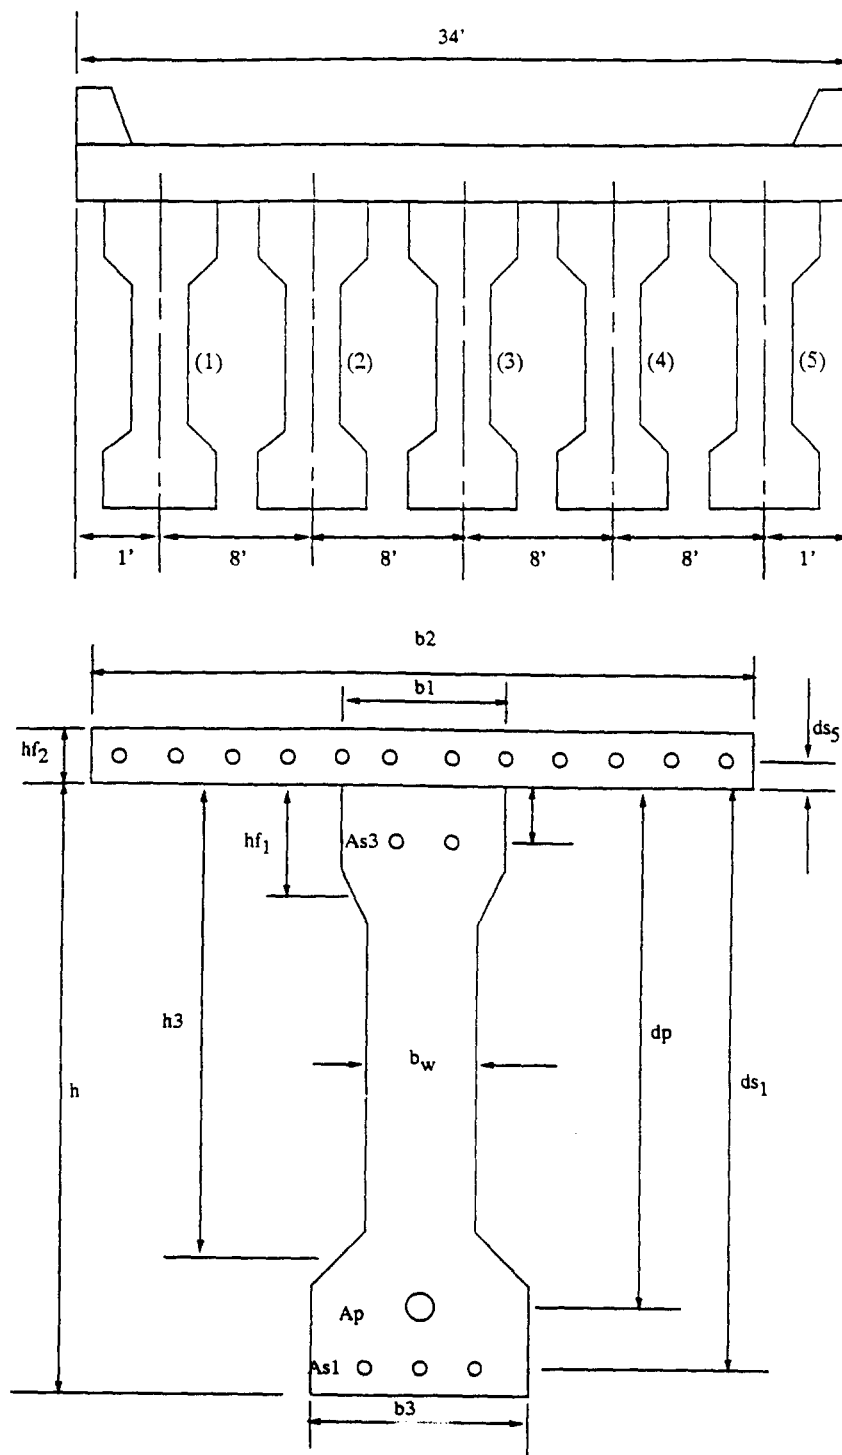 34'
(1) (2) (3) (4) (5)
1' 8' 8' 8' 8' 1'
b2
b1
hf2 ds5
As3
hf1
h3 dp
bw
h ds1
Ap
As1
b3